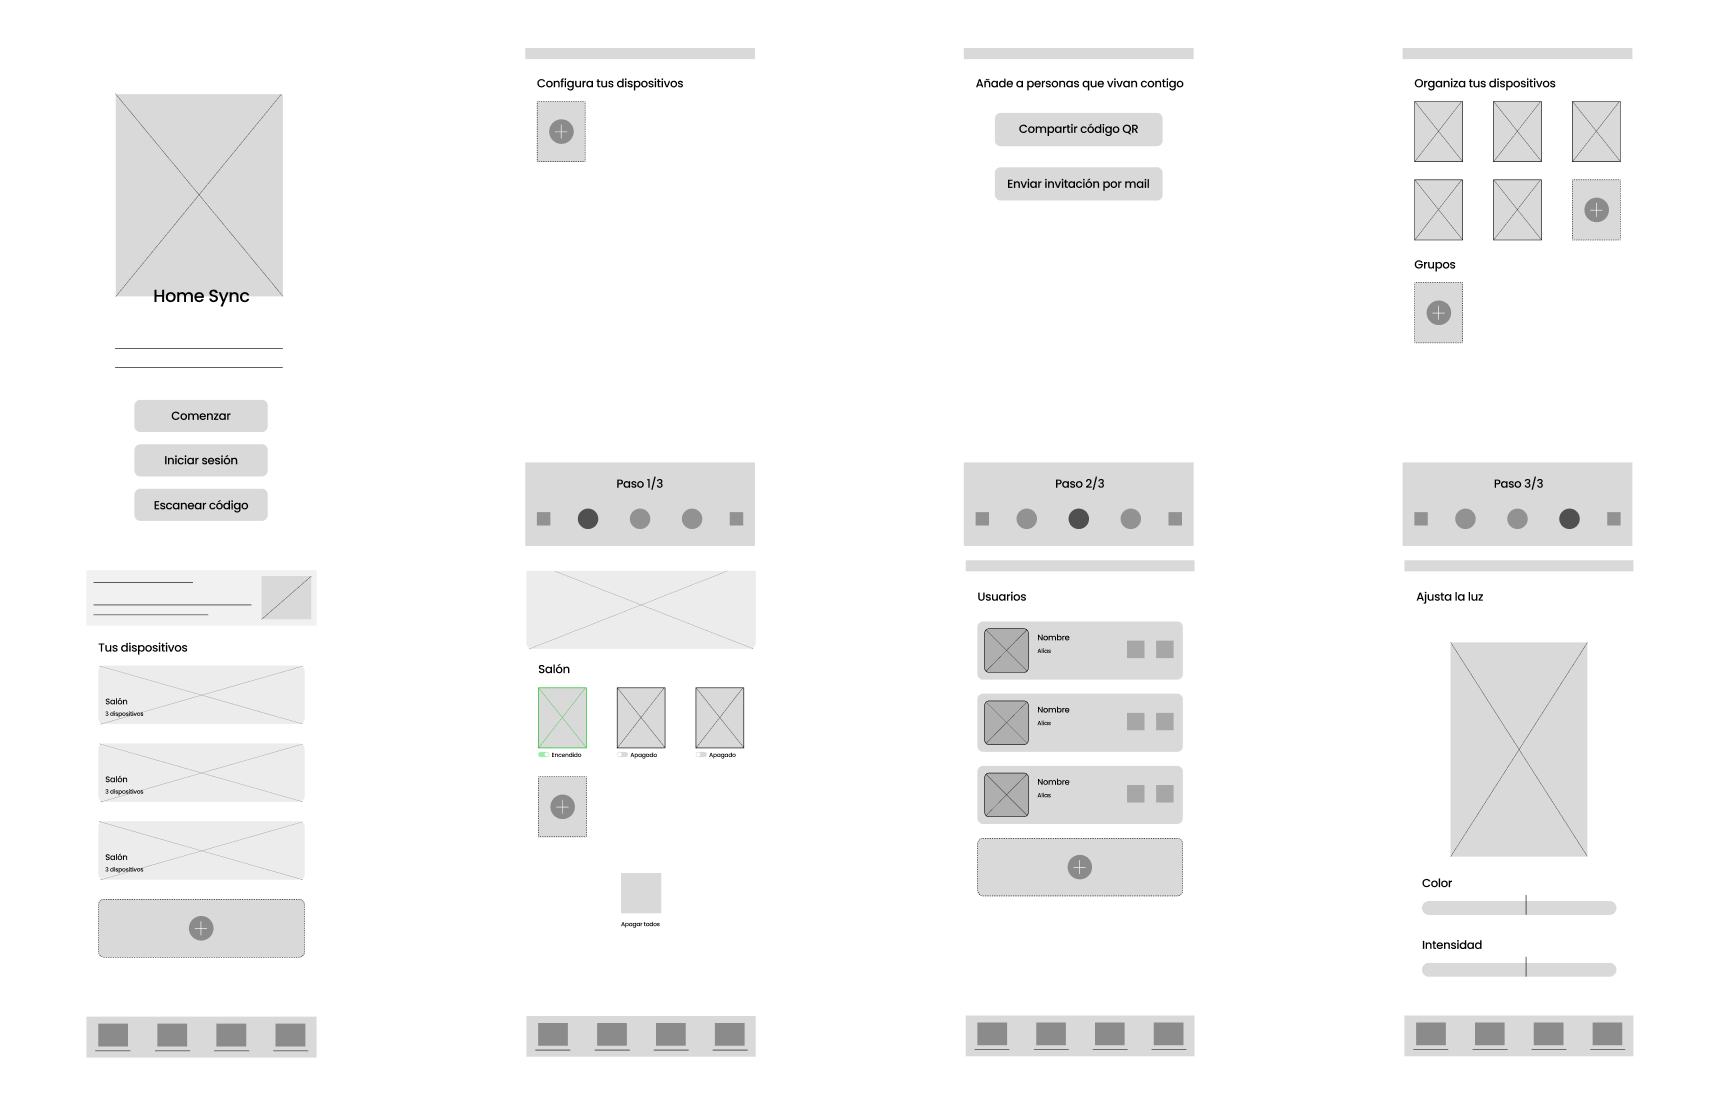 Home Sync
Comenzar
Iniciar sesión
Escanear código
Configura tus dispositivos
Paso 1/3
Añade a personas que vivan contigo
Compartir código QR
Enviar invitación por mail
Paso 2/3
Organiza tus dispositivos
Grupos
Paso 3/3
Tus dispositivos
Salón
3 dispositivos
Salón
3 dispositivos
Salón
3 dispositivos
Salón
Encendido
Apagado
Apagado
Apagar todos
Usuarios
Nombre
Alias
Nombre
Alias
Nombre
Alias
Ajusta la luz
Color
Intensidad